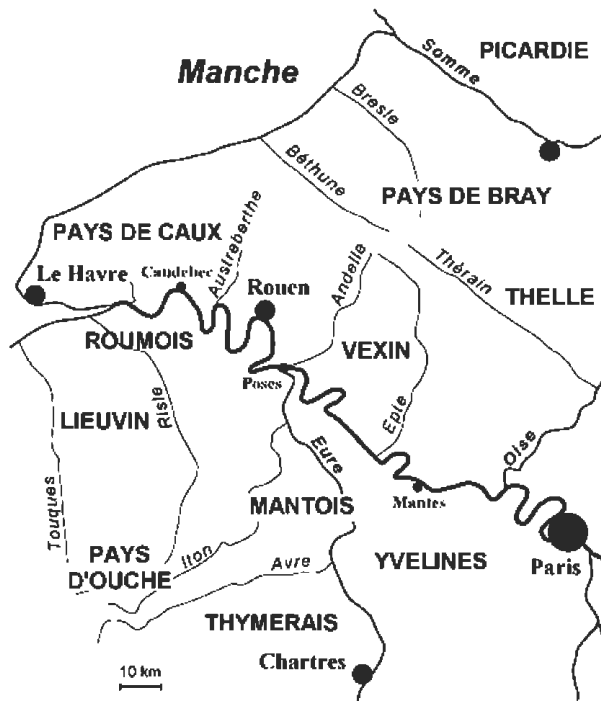 PICARDIE
Somme
Manche
Bresle
Béthune
PAYS DE BRAY
PAYS DE CAUX
Austreberthe
Caudebec
Le Havre
Rouen
Andelle
Thérain
THELLE
ROUMOIS
VEXIN
Poses
LIEUVIN
Risle
Epte
Eure
Oise
Touques
MANTOIS
Mantes
PAYS
D'OUCHE
Iton
Avre
YVELINES
Paris
THYMERAIS
Chartres
10 km